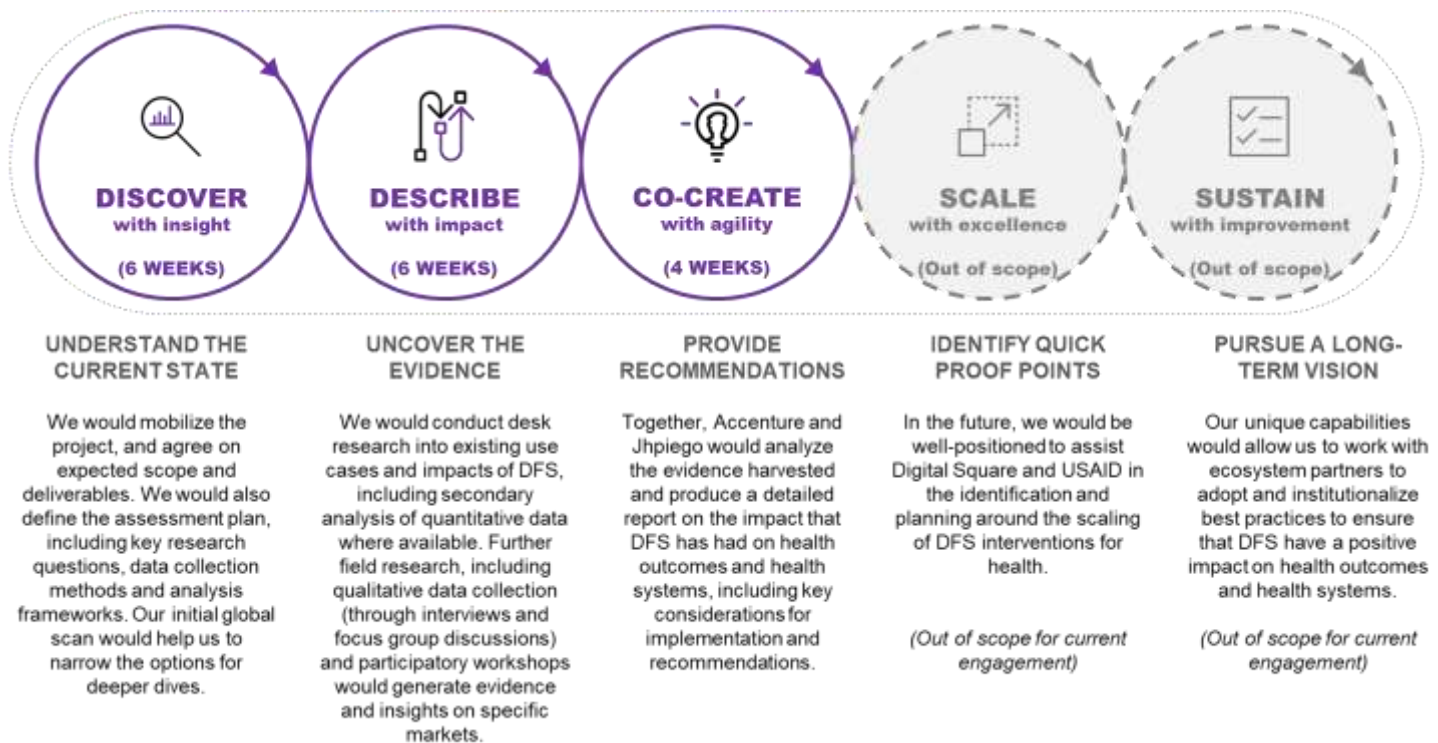 DISCOVER
with insight
(6 WEEKS)
DESCRIBE
with impact
(6 WEEKS)
CO-CREATE
with agility
(4 WEEKS)
SCALE
with excellence
(Out of scope)
SUSTAIN
with improvement
(Out of scope)
UNDERSTAND THE
CURRENT STATE
We would mobilize the
project, and agree on
expected scope and
deliverables. We would also
define the assessment plan,
including key research
questions, data collection
methods and analysis
frameworks. Our initial global
scan would help us to
narrow the options for
deeper dives.
UNCOVER THE
EVIDENCE
We would conduct desk
research into existing use
cases and impacts of DFS,
including secondary
analysis of quantitative data
where available. Further
field research, including
qualitative data collection
(through interviews and
focus group discussions)
and participatory workshops
would generate evidence
and insights on specific
markets.
PROVIDE
RECOMMENDATIONS
Together, Accenture and
Jhpiego would analyze
the evidence harvested
and produce a detailed
report on the impact that
DFS has had on health
outcomes and health
systems, including key
considerations for
implementation and
recommendations.
IDENTIFY QUICK
PROOF POINTS
In the future, we would be
well-positioned to assist
Digital Square and USAID in
the identification and
planning around the scaling
of DFS interventions for
health.
(Out of scope for current
engagement)
PURSUE A LONG-
TERM VISION
Our unique capabilities
would allow us to work with
ecosystem partners to
adopt and institutionalize
best practices to ensure
that DFS have a positive
impact on health outcomes
and health systems.
(Out of scope for current
engagement)